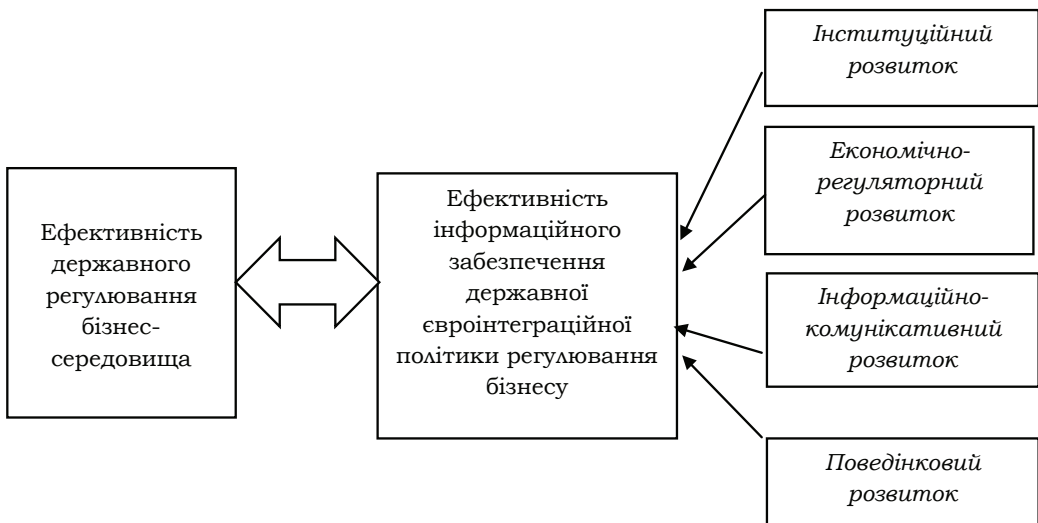 Ефективність
державного
регулювання
бізнес-
середовища
Ефективність
інформаційного
забезпечення
державної
євроінтеграційної
політики регулювання
бізнесу
Інституційний
розвиток
Економічно-
регуляторний
розвиток
Інформаційно-
комунікативний
розвиток
Поведінковий
розвиток